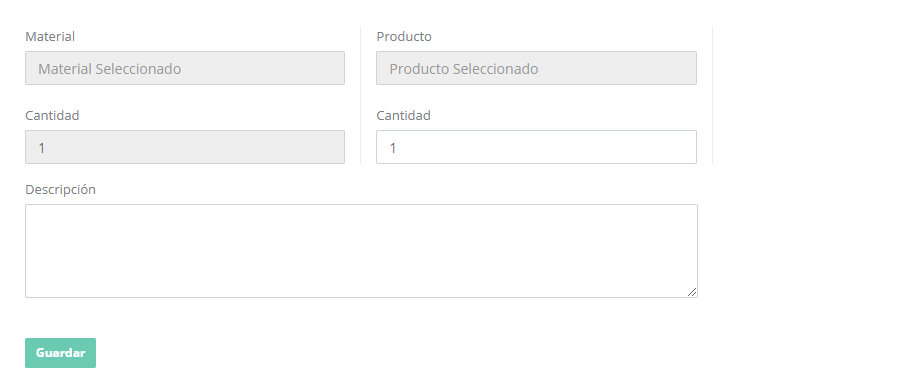 Material
Material Seleccionado
Producto
Producto Seleccionado
Cantidad
1
Cantidad
1
Descripción
Guardar